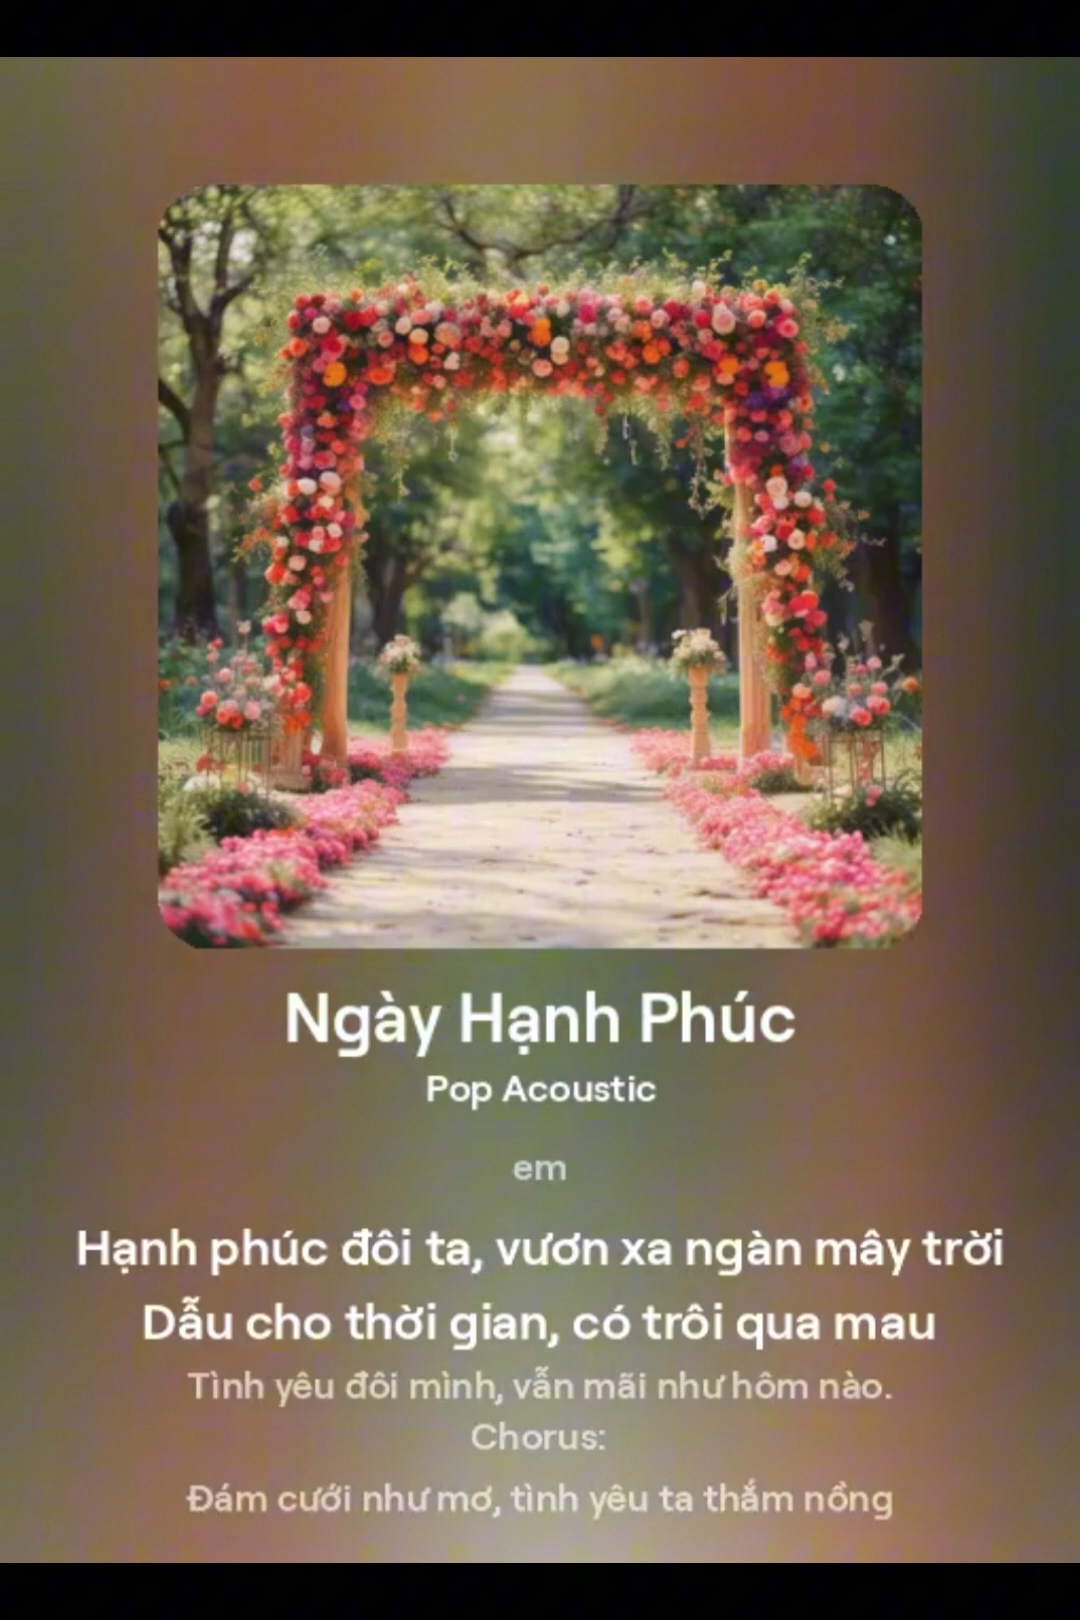 Ngày Hạnh Phúc
Pop Acoustic
em
Hạnh phúc đôi ta, vươn xa ngàn mây trời
Dẫu cho thời gian, có trôi qua mau
Tình yêu đôi mình, vẫn mãi như hôm nào.
Chorus:
Đám cưới như mơ, tình yêu ta thắm nồng